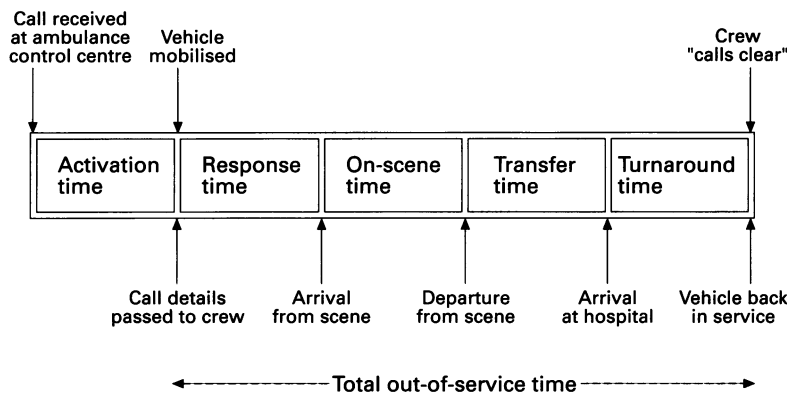 Call received
at ambulance
control centre
Vehicle
mobilised
Crew
"calls clear"
Activation
time
Response
time
On-scene
time
Transfer
time
Turnaround
time
Call details
passed to crew
Arrival
from scene
Departure
from scene
Arrival
at hospital
Vehicle back
in service
Total out-of-service time